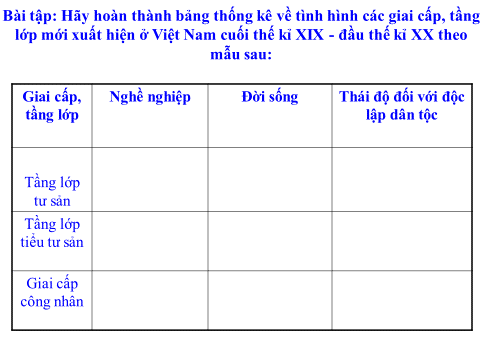 Bài tập: Hãy hoàn thành bảng thống kê về tình hình các giai cấp, tầng
lớp mới xuất hiện ở Việt Nam cuối thế kỉ XIX - đầu thế kỉ XX theo
mẫu sau:
Giai cấp, Nghề nghiệp Đời sống Thái độ đối với độc
tầng lớp lập dân tộc
Tầng lớp
tư sản
Tầng lớp
tiểu tư sản
Giai cấp
công nhân